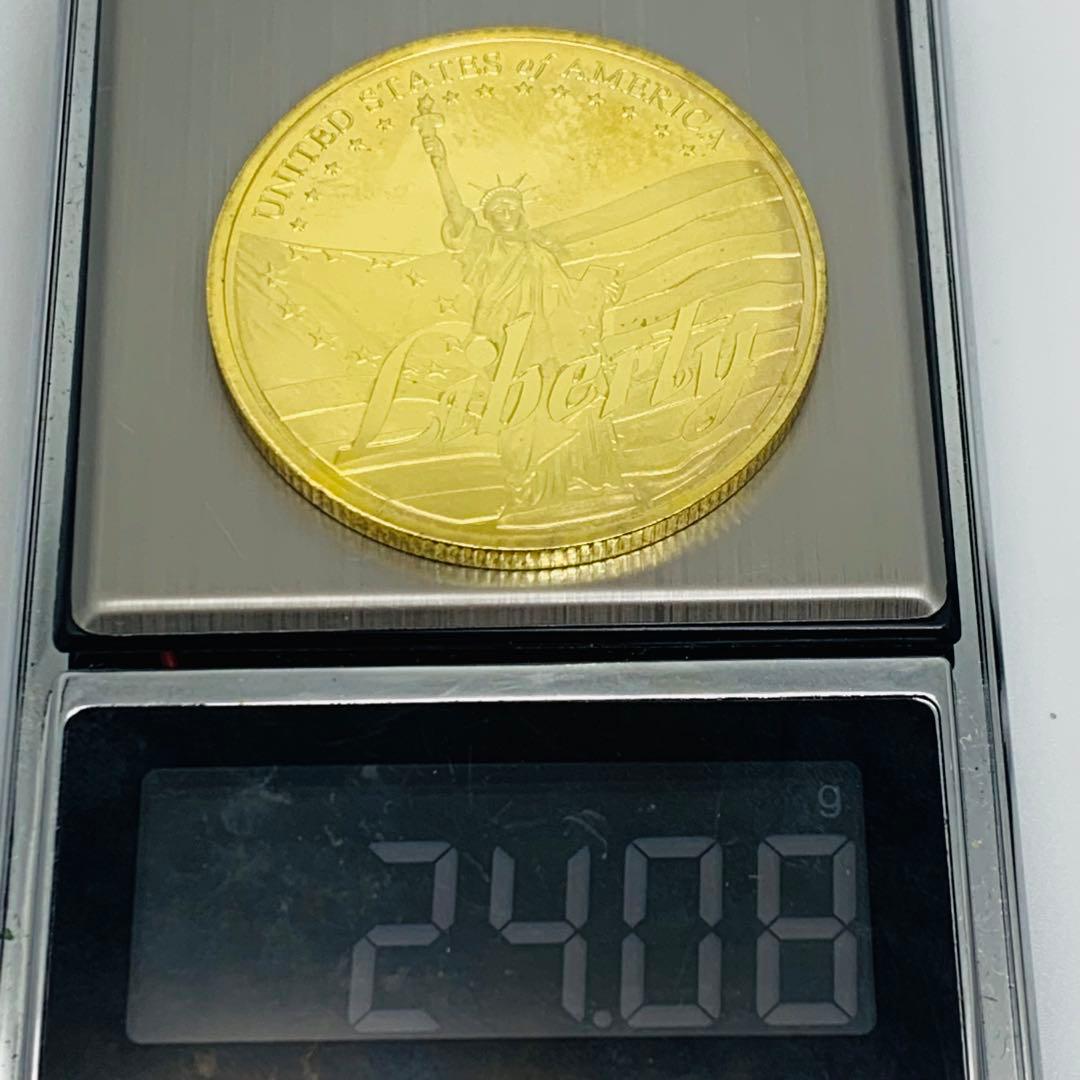 UNITED STATES of AMERICA
Liberty
g
24.08